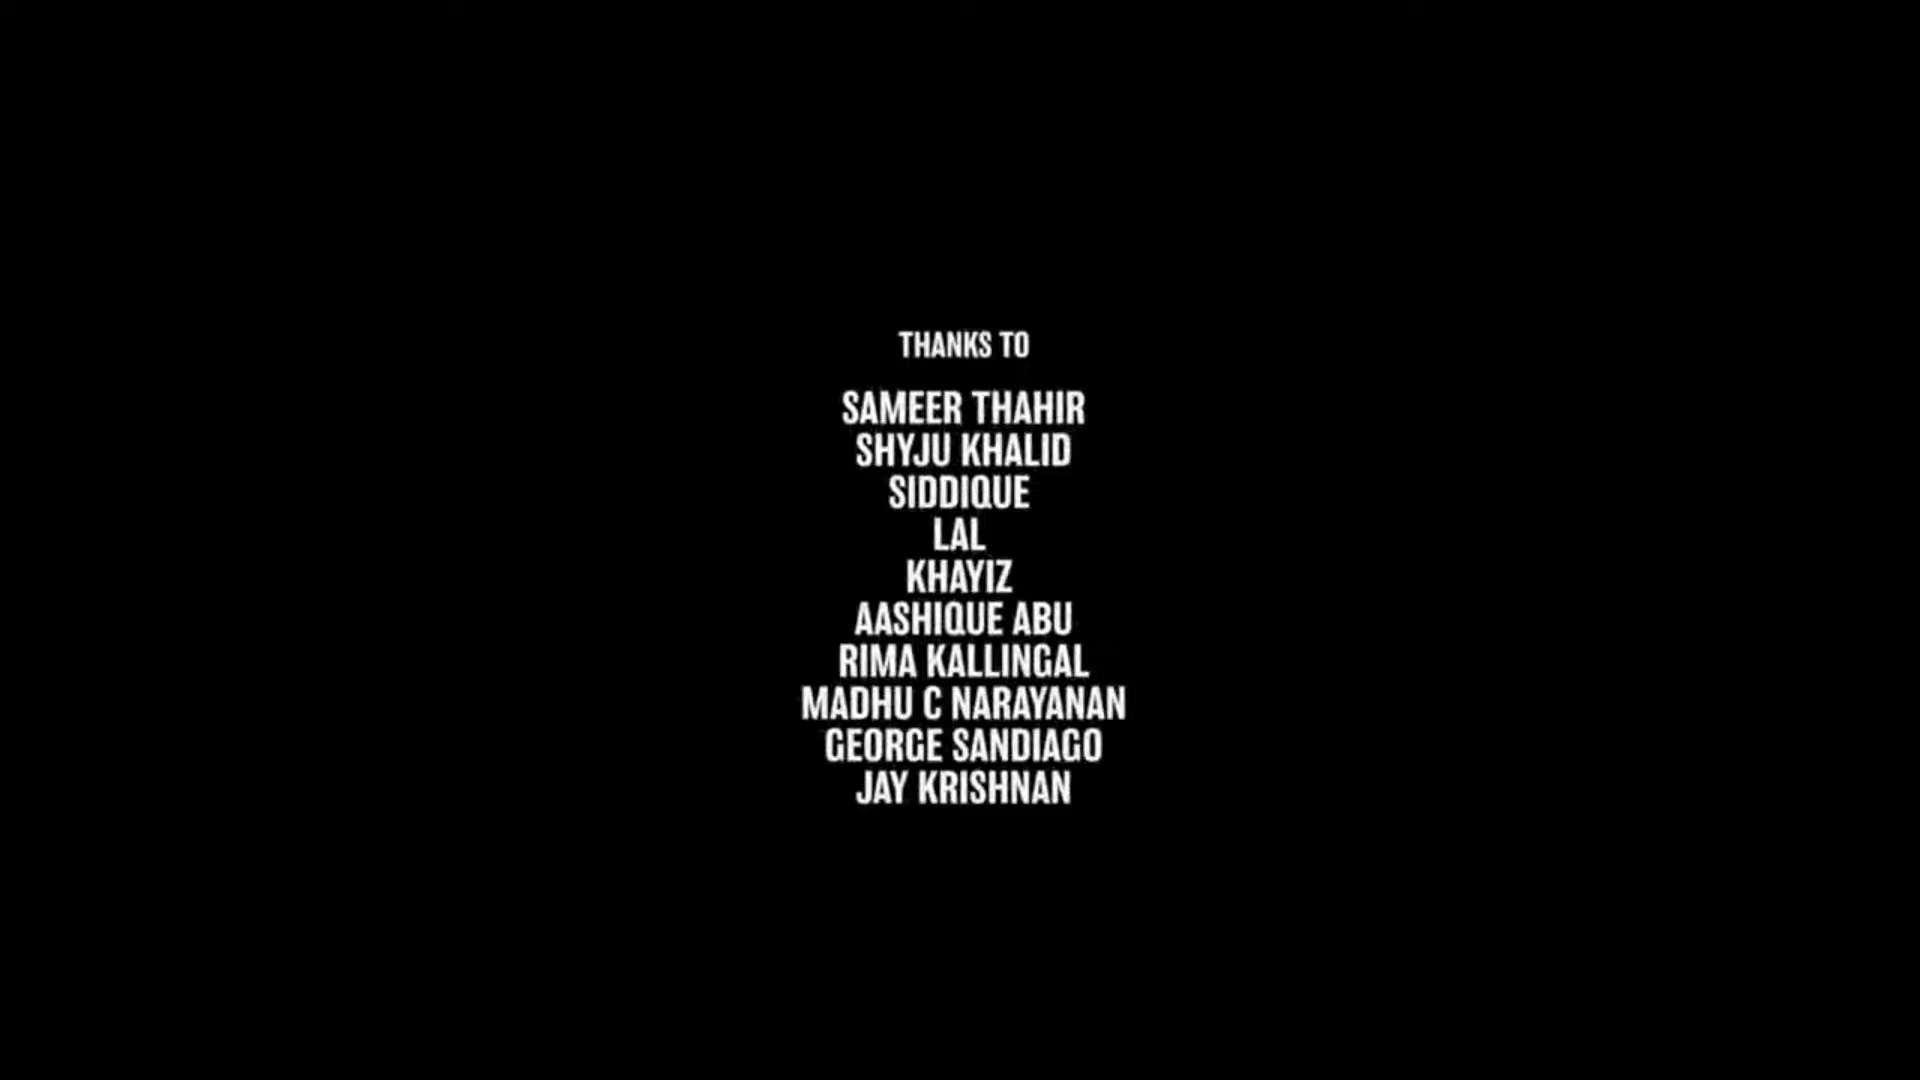 THANKS TO
SAMEER THAHIR
SHYJU KHALID
SIDDIQUE
LAL
KHAYIZ
AASHIQUE ABU
RIMA KALLINGAL
MADHU C NARAYANAN
GEORGE SANDIAGO
JAY KRISHNAN